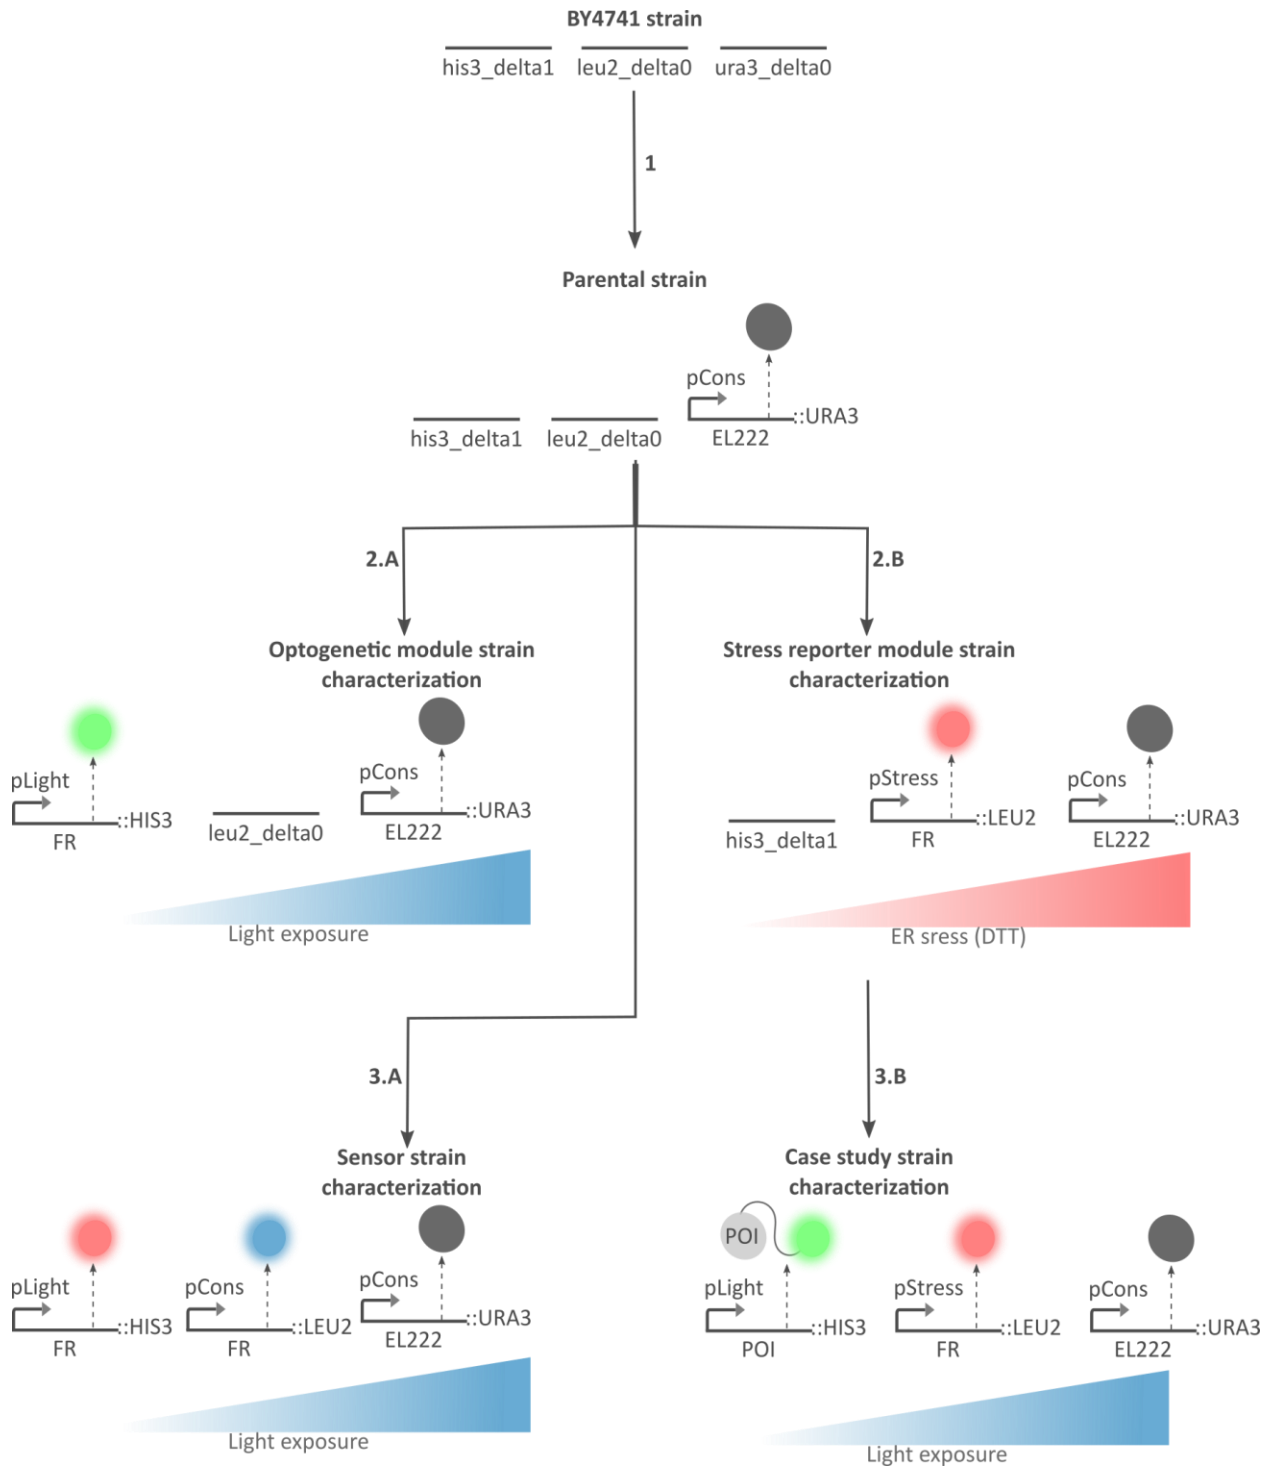 BY4741 strain
his3_delta1 leu2_delta0 ura3_delta0
1
Parental strain
pCons
::URA3
his3_delta1 leu2_delta0 EL222
2.A 2.B
Optogenetic module strain
characterization
Stress reporter module strain
characterization
pLight
::HIS3
FR
leu2_delta0
pCons
::URA3
EL222
Light exposure
his3_delta1
pStress
::LEU2
FR
pCons
::URA3
EL222
ER sress (DTT)
3.A 3.B
Sensor strain
characterization
Case study strain
characterization
pLight
::HIS3
FR
pCons
::LEU2
FR
pCons
::URA3
EL222
Light exposure
POI
pLight
::HIS3
POI
pStress
::LEU2
FR
pCons
::URA3
EL222
Light exposure